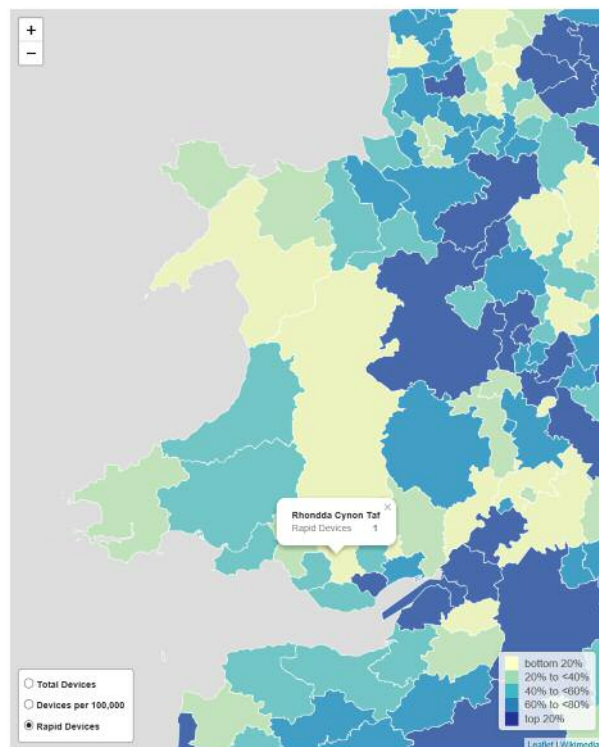 +
−
Rhondda Cynon Taf ×
Rapid Devices 1
Total Devices
Devices per 100,000
Rapid Devices
bottom 20%
20% to <40%
40% to <60%
60% to <80%
top 20%
Leaflet | Wikimedia